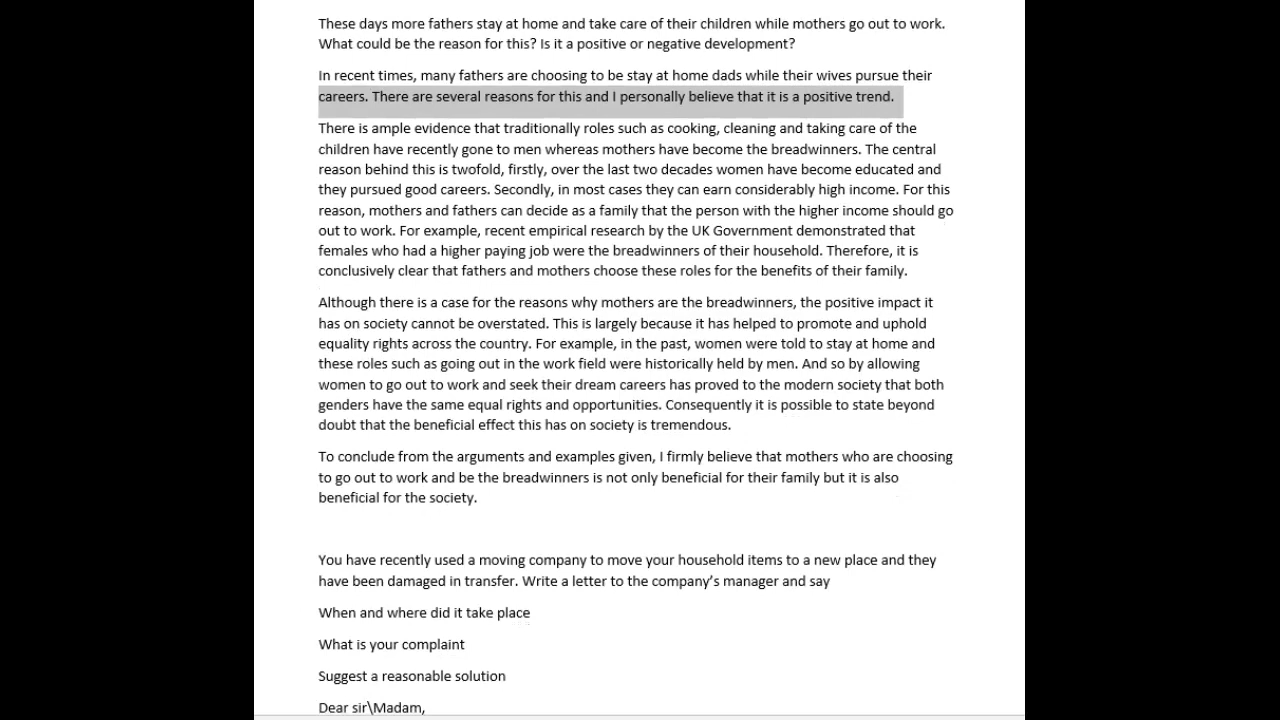 These days more fathers stay at home and take care of their children while mothers go out to work.
What could be the reason for this? Is it a positive or negative development?
In recent times, many fathers are choosing to be stay at home dads while their wives pursue their
careers. There are several reasons for this and I personally believe that it is a positive trend.
There is ample evidence that traditionally roles such as cooking, cleaning and taking care of the
children have recently gone to men whereas mothers have become the breadwinners. The central
reason behind this is twofold, firstly, over the last two decades women have become educated and
they pursued good careers. Secondly, in most cases they can earn considerably high income. For this
reason, mothers and fathers can decide as a family that the person with the higher income should go
out to work. For example, recent empirical research by the UK Government demonstrated that
females who had a higher paying job were the breadwinners of their household. Therefore, it is
conclusively clear that fathers and mothers choose these roles for the benefits of their family.
Although there is a case for the reasons why mothers are the breadwinners, the positive impact it
has on society cannot be overstated. This is largely because it has helped to promote and uphold
equality rights across the country. For example, in the past, women were told to stay at home and
these roles such as going out in the work field were historically held by men. And so by allowing
women to go out to work and seek their dream careers has proved to the modern society that both
genders have the same equal rights and opportunities. Consequently it is possible to state beyond
doubt that the beneficial effect this has on society is tremendous.
To conclude from the arguments and examples given, I firmly believe that mothers who are choosing
to go out to work and be the breadwinners is not only beneficial for their family but it is also
beneficial for the society.
You have recently used a moving company to move your household items to a new place and they
have been damaged in transfer. Write a letter to the company’s manager and say
When and where did it take place
What is your complaint
Suggest a reasonable solution
Dear sir\Madam,